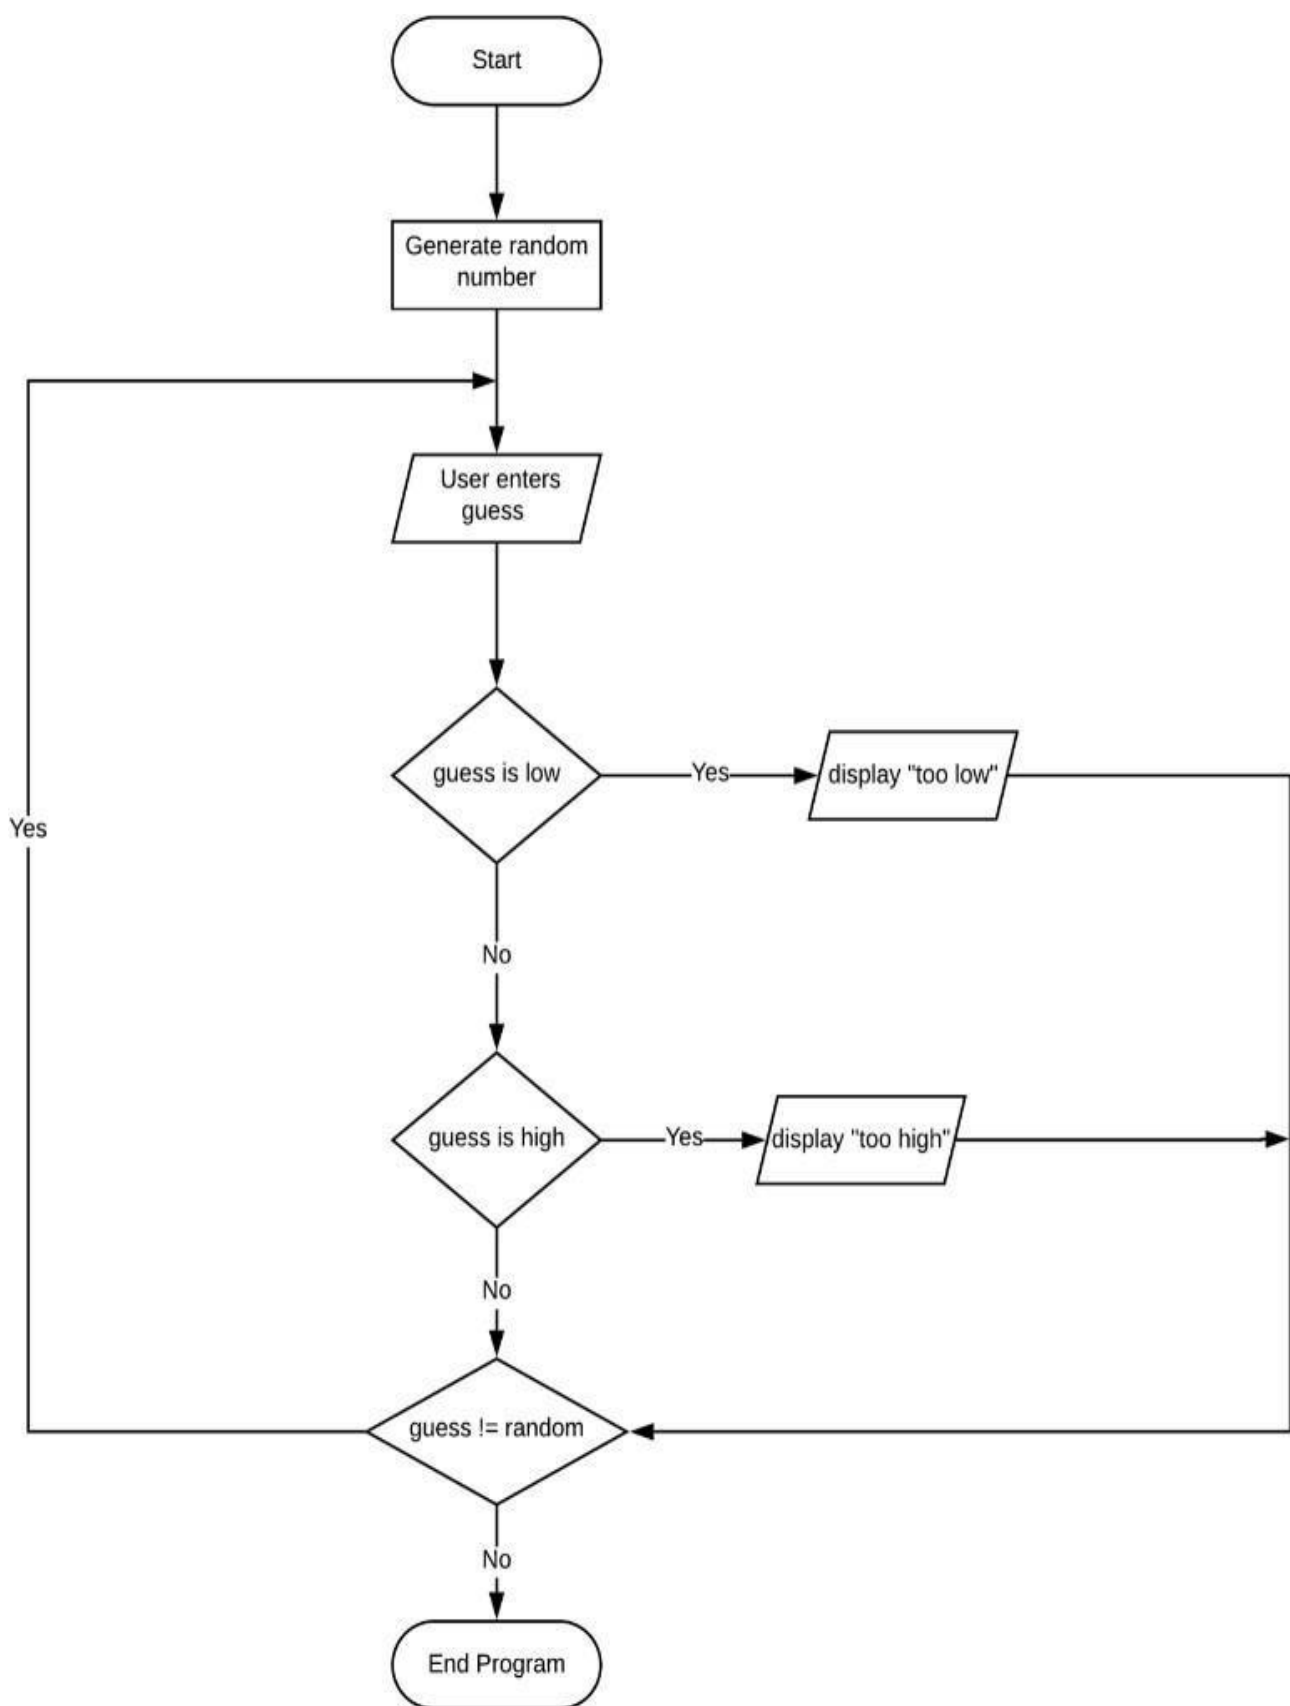 Start
Generate random
number
User enters
guess
guess is low
Yes
display "too low"
Yes
No
guess is high
Yes
display "too high"
No
guess != random
No
End Program